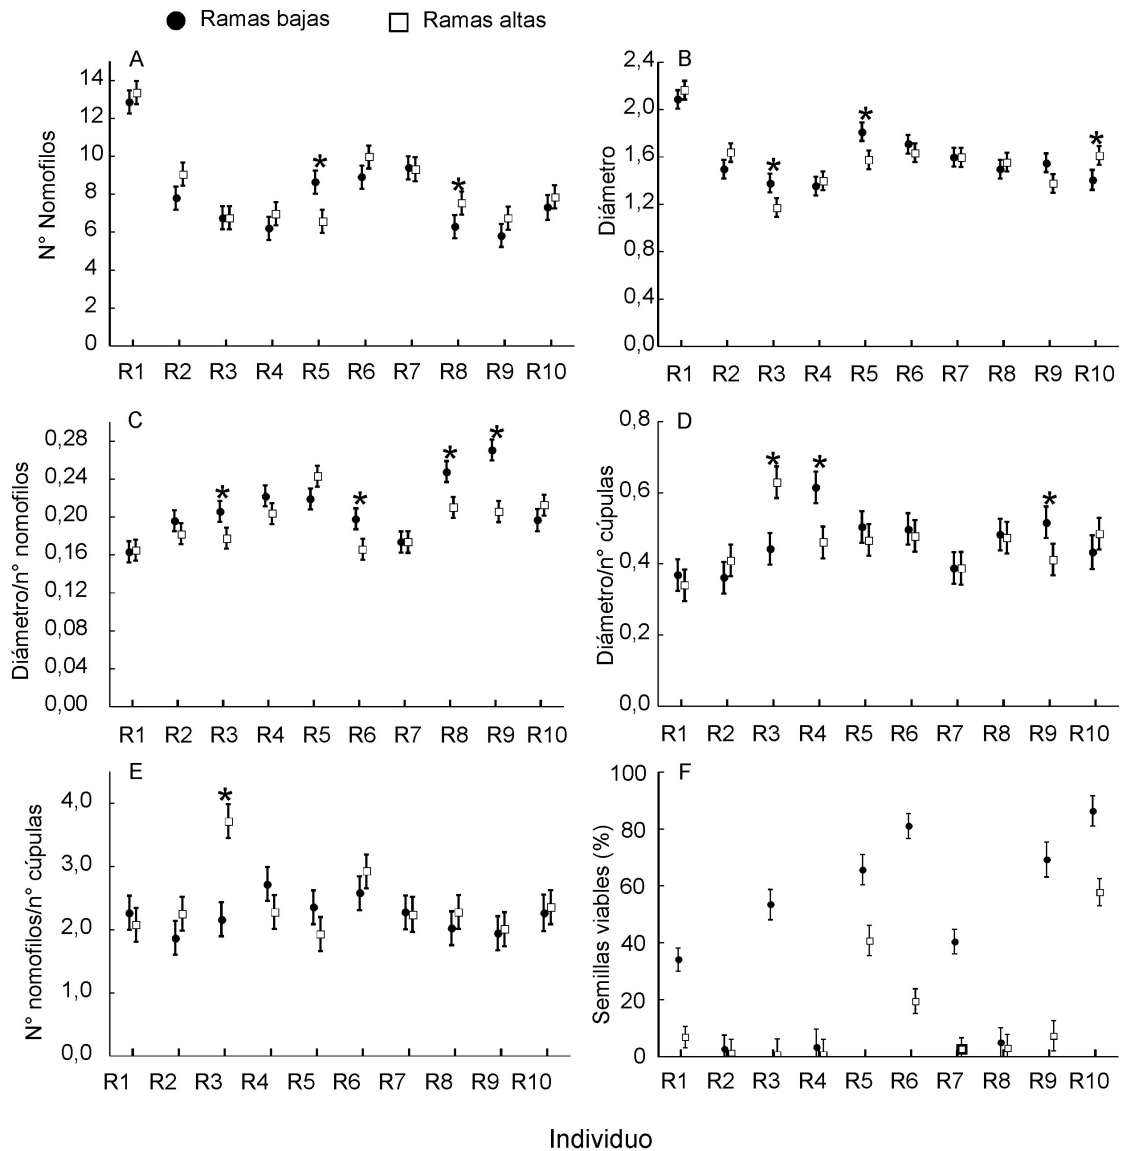 Ramas bajas Ramas altas
A
N° Nomofilos
14
12
10
8
6
4
2
0
* *
R1 R2 R3 R4 R5 R6 R7 R8 R9 R10
B
Diámetro
2,4
2,0
1,6
1,2
0,8
0,4
0,0
* * *
R1 R2 R3 R4 R5 R6 R7 R8 R9 R10
C
Diámetro/n° nomofilos
0,28
0,24
0,20
0,16
0,12
0,08
0,04
0,00
* * * *
R1 R2 R3 R4 R5 R6 R7 R8 R9 R10
D
Diámetro/n° cúpulas
0,8
0,6
0,4
0,2
0,0
* * *
R1 R2 R3 R4 R5 R6 R7 R8 R9 R10
E
N° nomofilos/n° cúpulas
4,0
3,0
2,0
1,0
0,0
*
R1 R2 R3 R4 R5 R6 R7 R8 R9 R10
F
Semillas viables (%)
100
80
60
40
20
0
R1 R2 R3 R4 R5 R6 R7 R8 R9 R10
Individuo